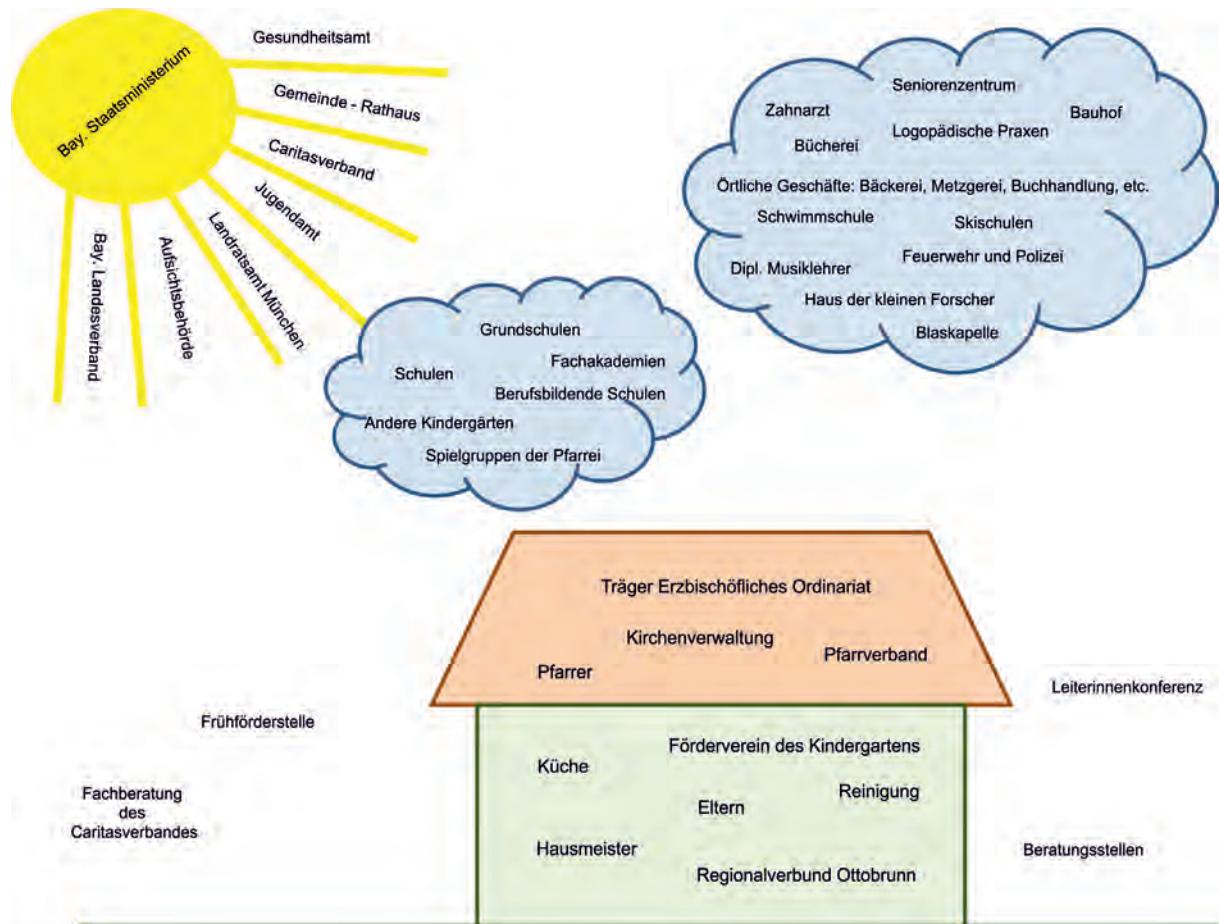 Bay. Staatsministerium
Gesundheitsamt
Gemeinde - Rathaus
Caritasverband
Jugendamt
Landratsamt München
Aufsichtsbehörde
Bay. Landesverband
Seniorenzentrum
Zahnarzt
Bauhof
Logopädische Praxen
Bücherei
Örtliche Geschäfte: Bäckerei, Metzgerei, Buchhandlung, etc.
Schwimmschule
Skischulen
Feuerwehr und Polizei
Dipl. Musiklehrer
Haus der kleinen Forscher
Blaskapelle
Grundschulen
Fachakademien
Schulen
Berufsbildende Schulen
Andere Kindergärten
Spielgruppen der Pfarrei
Träger Erzbischöfliches Ordinariat
Kirchenverwaltung
Pfarrverband
Pfarrer
Leiterinnenkonferenz
Frühförderstelle
Förderverein des Kindergartens
Küche
Reinigung
Eltern
Fachberatung
des
Caritasverbandes
Hausmeister
Beratungsstellen
Regionalverbund Ottobrunn